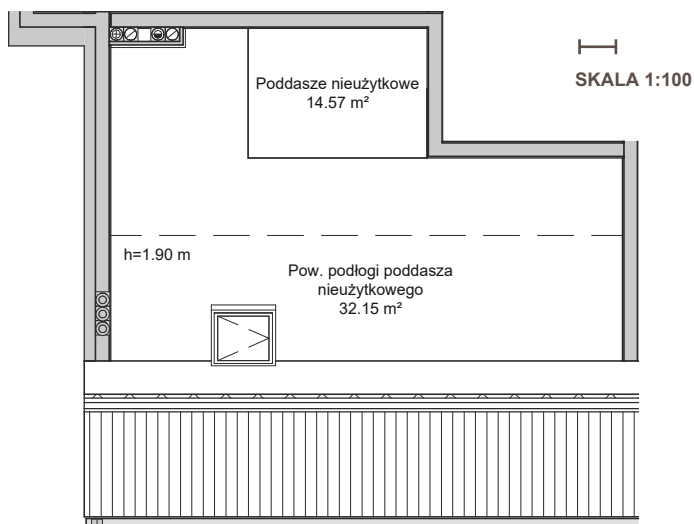 Poddasze nieużytkowe
14.57 m²
SKALA 1:100
h=1.90 m
Pow. podłogi poddasza
nieużytkowego
32.15 m²